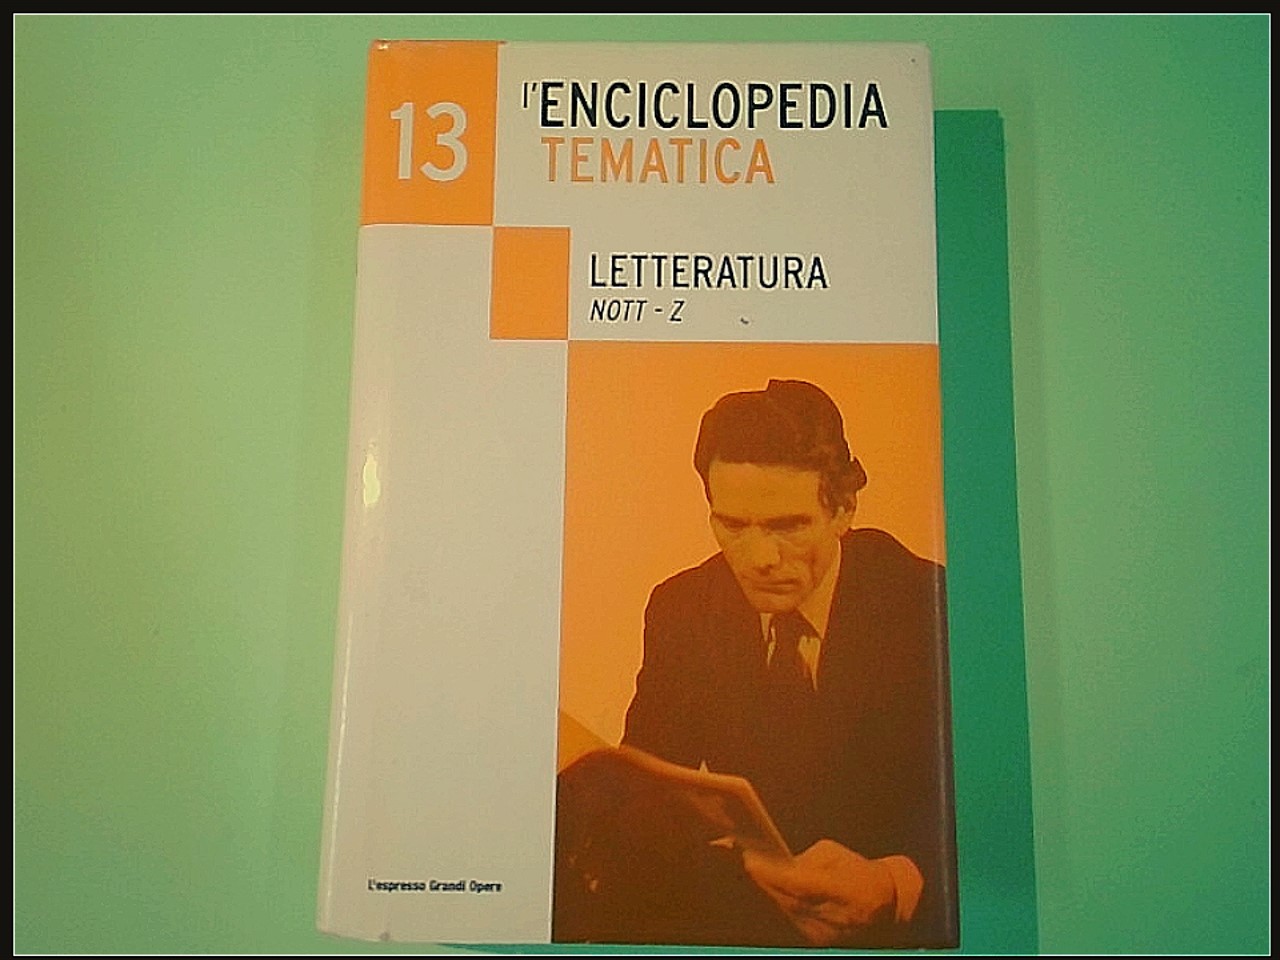 13
l'ENCICLOPEDIA
TEMATICA
LETTERATURA
NOTT - Z
L'espresso Grandi Opere